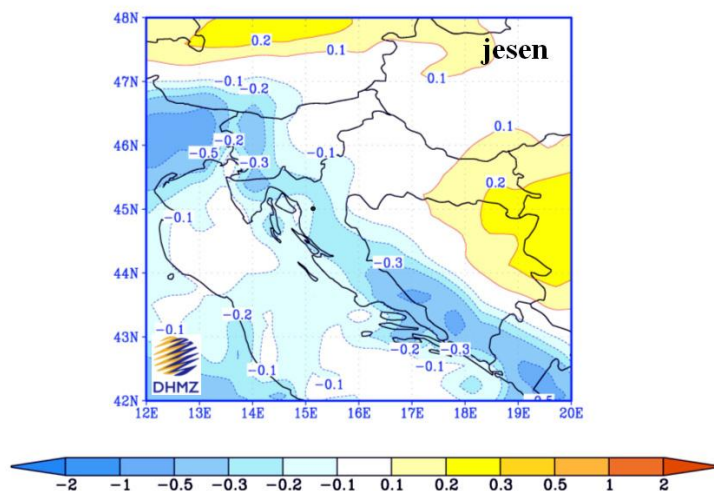 48N
jesen
0.2 0.1
0.1
47N
−0.1
−0.2
0.1
46N −0.2 −0.1
−0.5 −0.3
0.2
45N
−0.1
44N −0.3
43N −0.1 −0.2
−0.2 −0.3
−0.1 −0.1
DHMZ
42N
12E 13E 14E 15E 16E 17E 18E 19E 20E
−2 −1 −0.5 −0.3 −0.2 −0.1 0.1 0.2 0.3 0.5 1 2